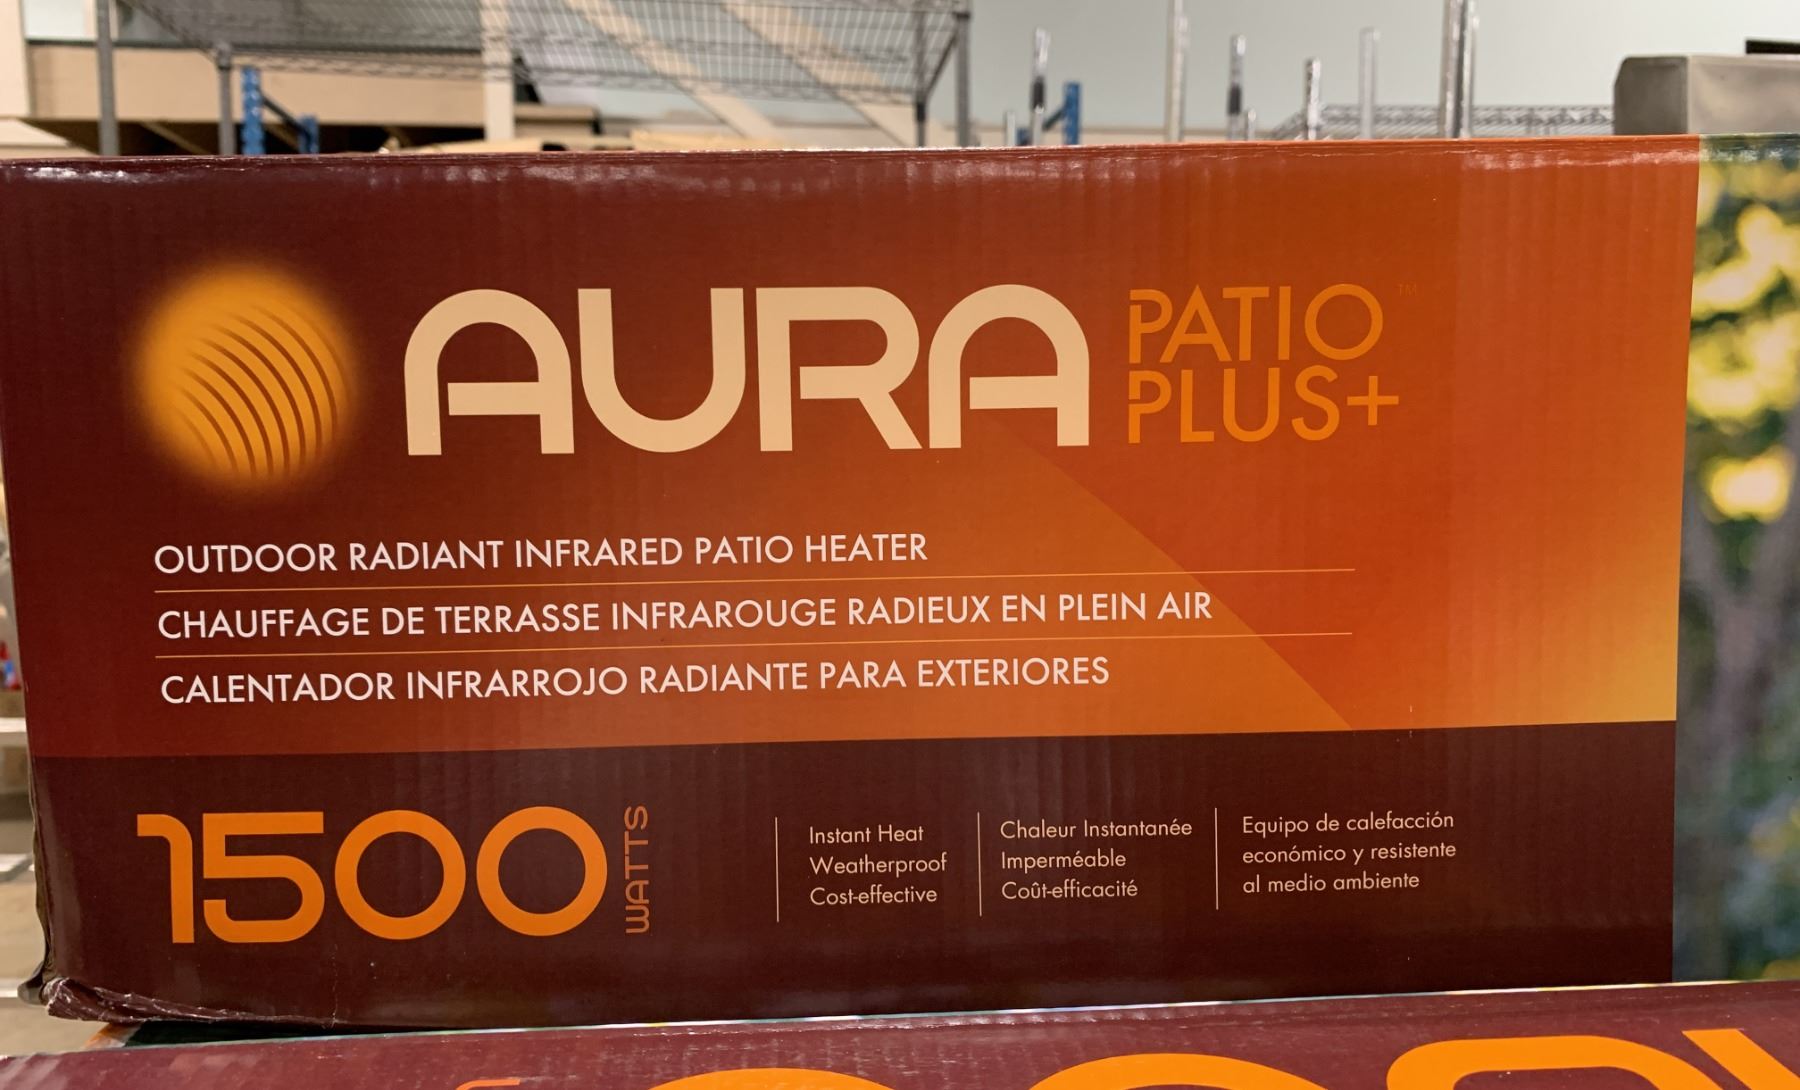 AURA PATIO PLUS+™
OUTDOOR RADIANT INFRARED PATIO HEATER
CHAUFFAGE DE TERRASSE INFRAROUGE RADIEUX EN PLEIN AIR
CALENTADOR INFRARROJO RADIANTE PARA EXTERIORES
1500 WATTS
Instant Heat
Weatherproof
Cost-effective
Chaleur Instantanée
Imperméable
Coût-efficacité
Equipo de calefacción
económico y resistente
al medio ambiente